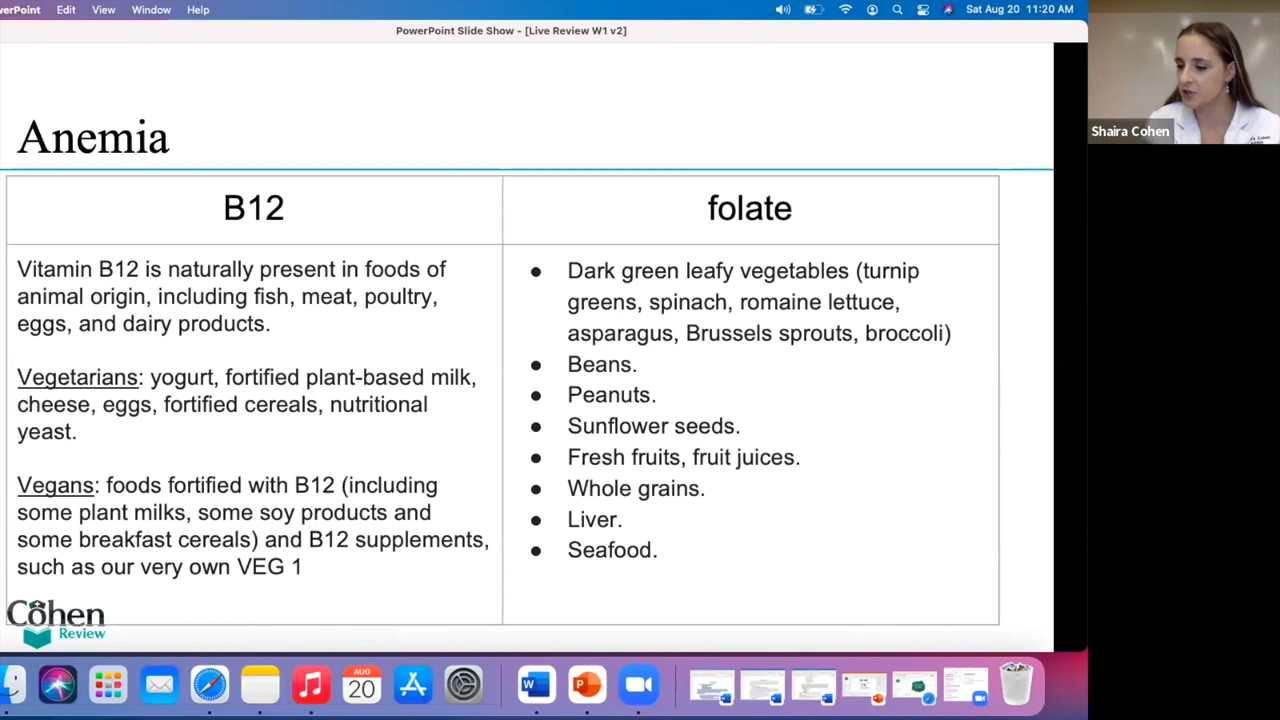 werPoint Edit View Window Help Sat Aug 20 11:20 AM
PowerPoint Slide Show - [Live Review W1 v2]
Shaira Cohen
Anemia
B12
folate
Vitamin B12 is naturally present in foods of
animal origin, including fish, meat, poultry,
eggs, and dairy products.
Vegetarians: yogurt, fortified plant-based milk,
cheese, eggs, fortified cereals, nutritional
yeast.
Vegans: foods fortified with B12 (including
some plant milks, some soy products and
some breakfast cereals) and B12 supplements,
such as our very own VEG 1
● Dark green leafy vegetables (turnip
greens, spinach, romaine lettuce,
asparagus, Brussels sprouts, broccoli)
● Beans.
● Peanuts.
● Sunflower seeds.
● Fresh fruits, fruit juices.
● Whole grains.
● Liver.
● Seafood.
Cohen
Review
AUG
20
W
P